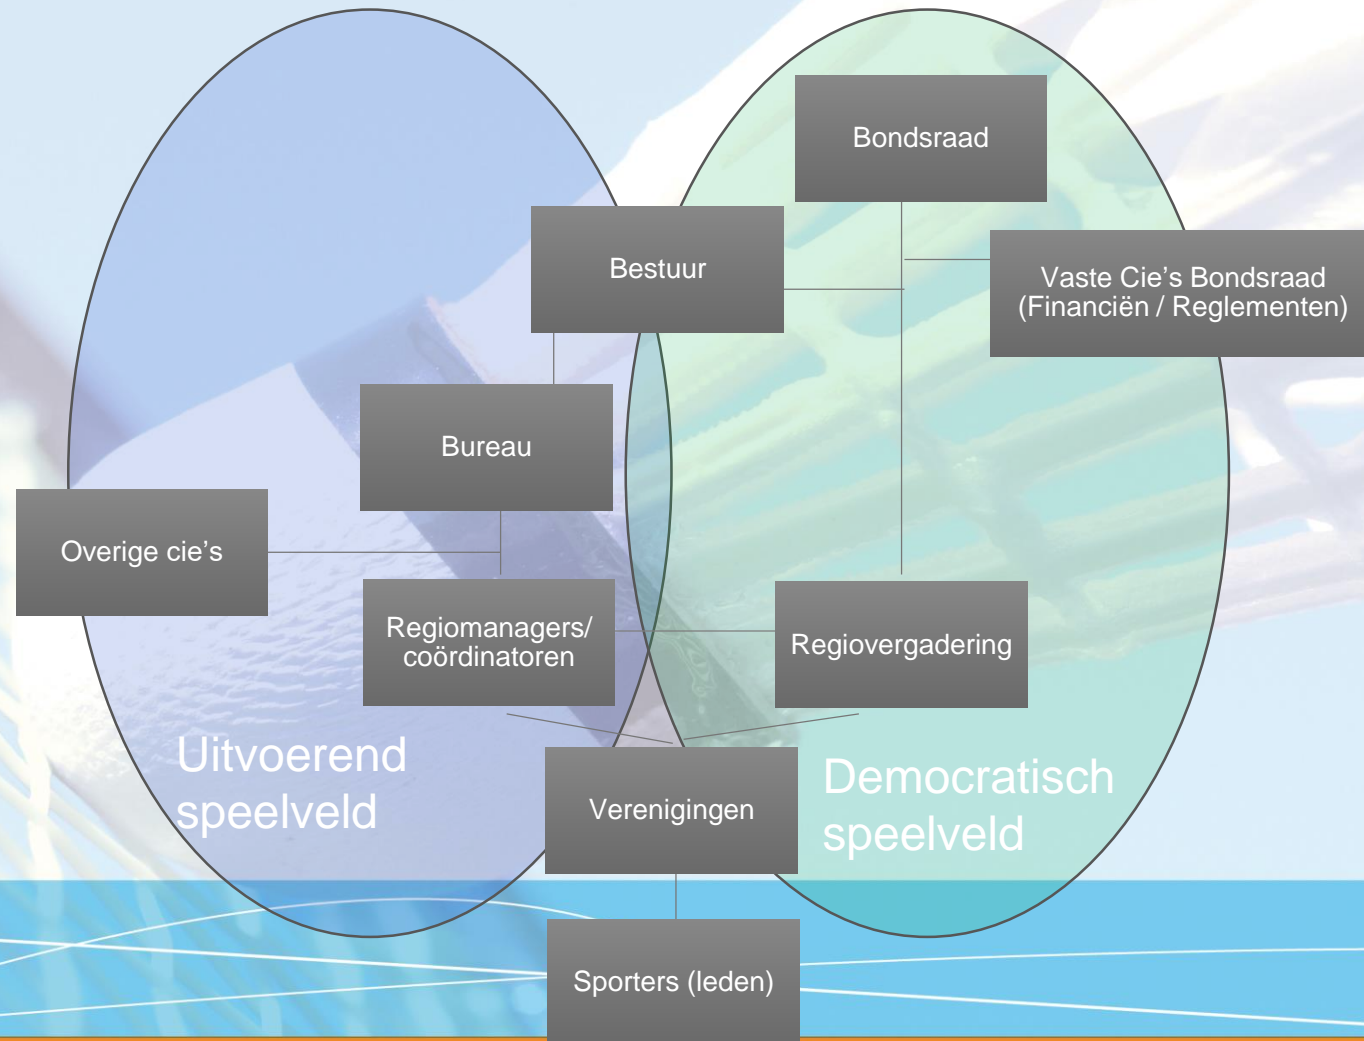 Bondsraad
Bestuur
Vaste Cie's Bondsraad
(Financiën / Reglementen)
Bureau
Overige cie's
Regiomanagers/
coördinatoren
Regiovergadering
Uitvoerend
speelveld
Verenigingen
Democratisch
speelveld
Sporters (leden)